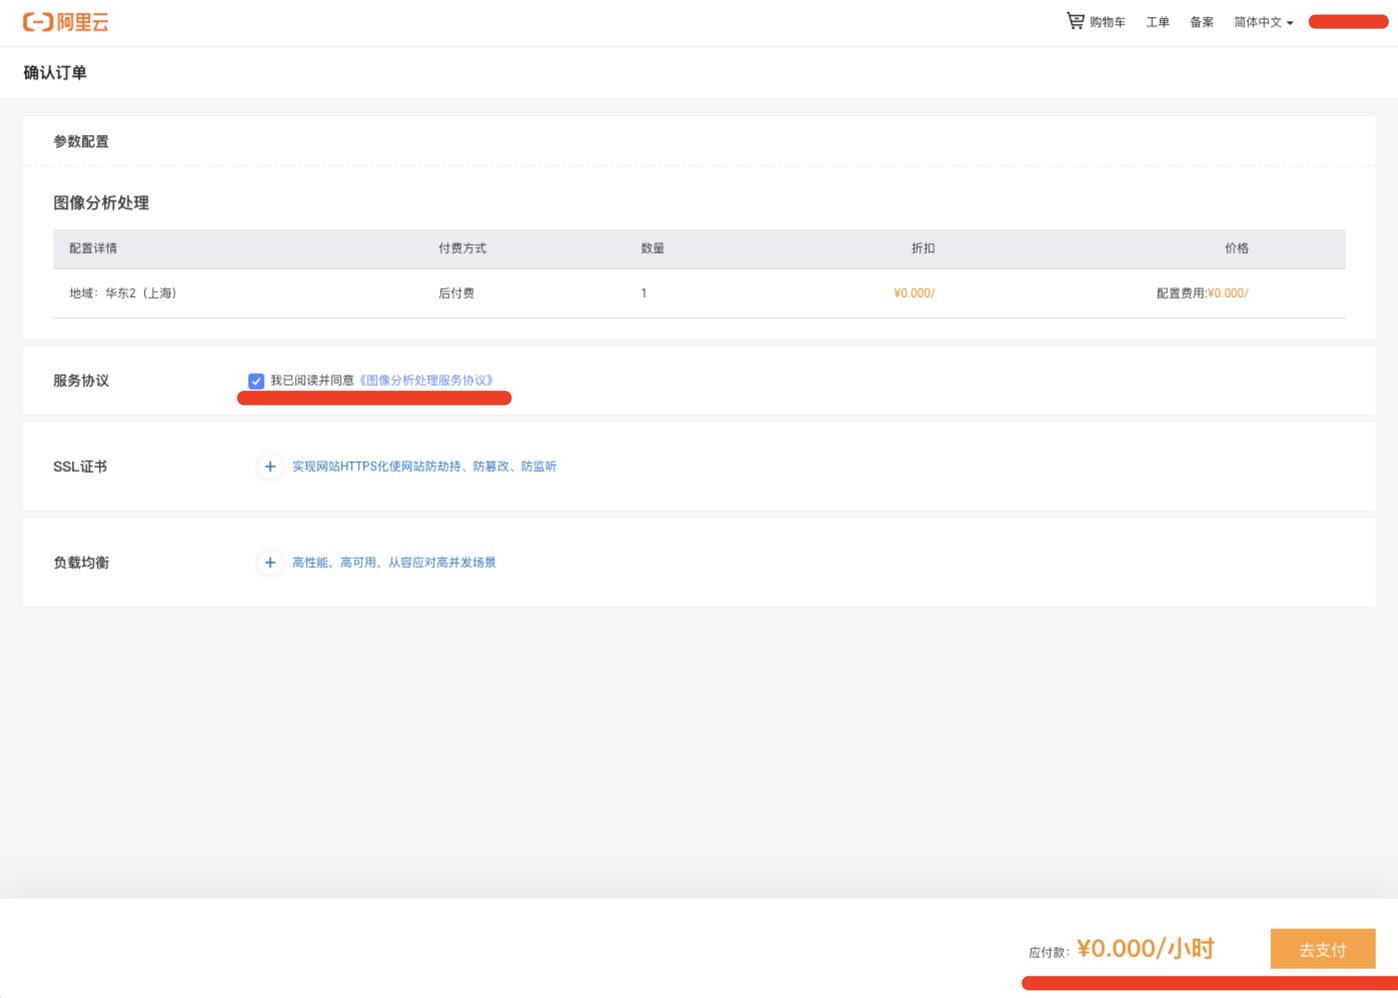 阿里云
购物车 工单 备案 简体中文
确认订单
参数配置
图像分析处理
配置详情 付费方式 数量 折扣 价格
地域：华东2（上海） 后付费 1 ¥0.000/ 配置费用:¥0.000/
服务协议 我已阅读并同意《图像分析处理服务协议》
SSL证书 实现网站HTTPS化使网站防劫持、防篡改、防监听
负载均衡 高性能，高可用，从容应对高并发场景
应付款：¥0.000/小时 去支付